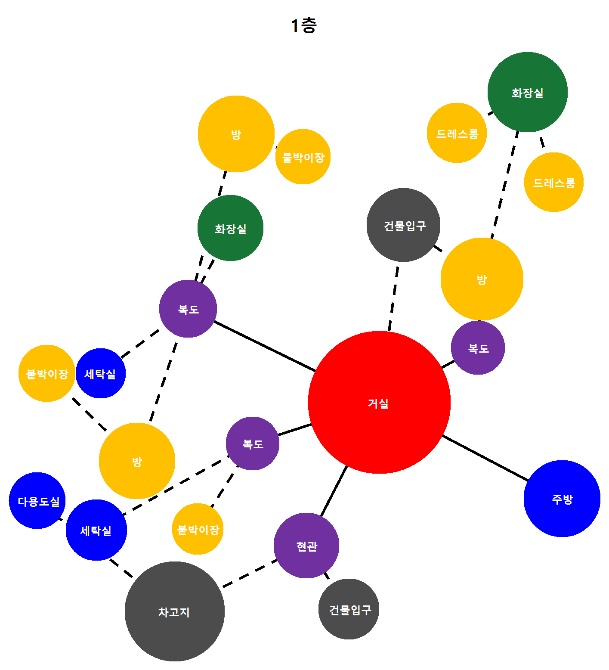 1층
화장실
방
드레스룸
붙박이장
드레스룸
화장실
건물입구
방
복도
복도
붙박이장
세탁실
거실
복도
방
다용도실
주방
세탁실
붙박이장
현관
차고지
건물입구